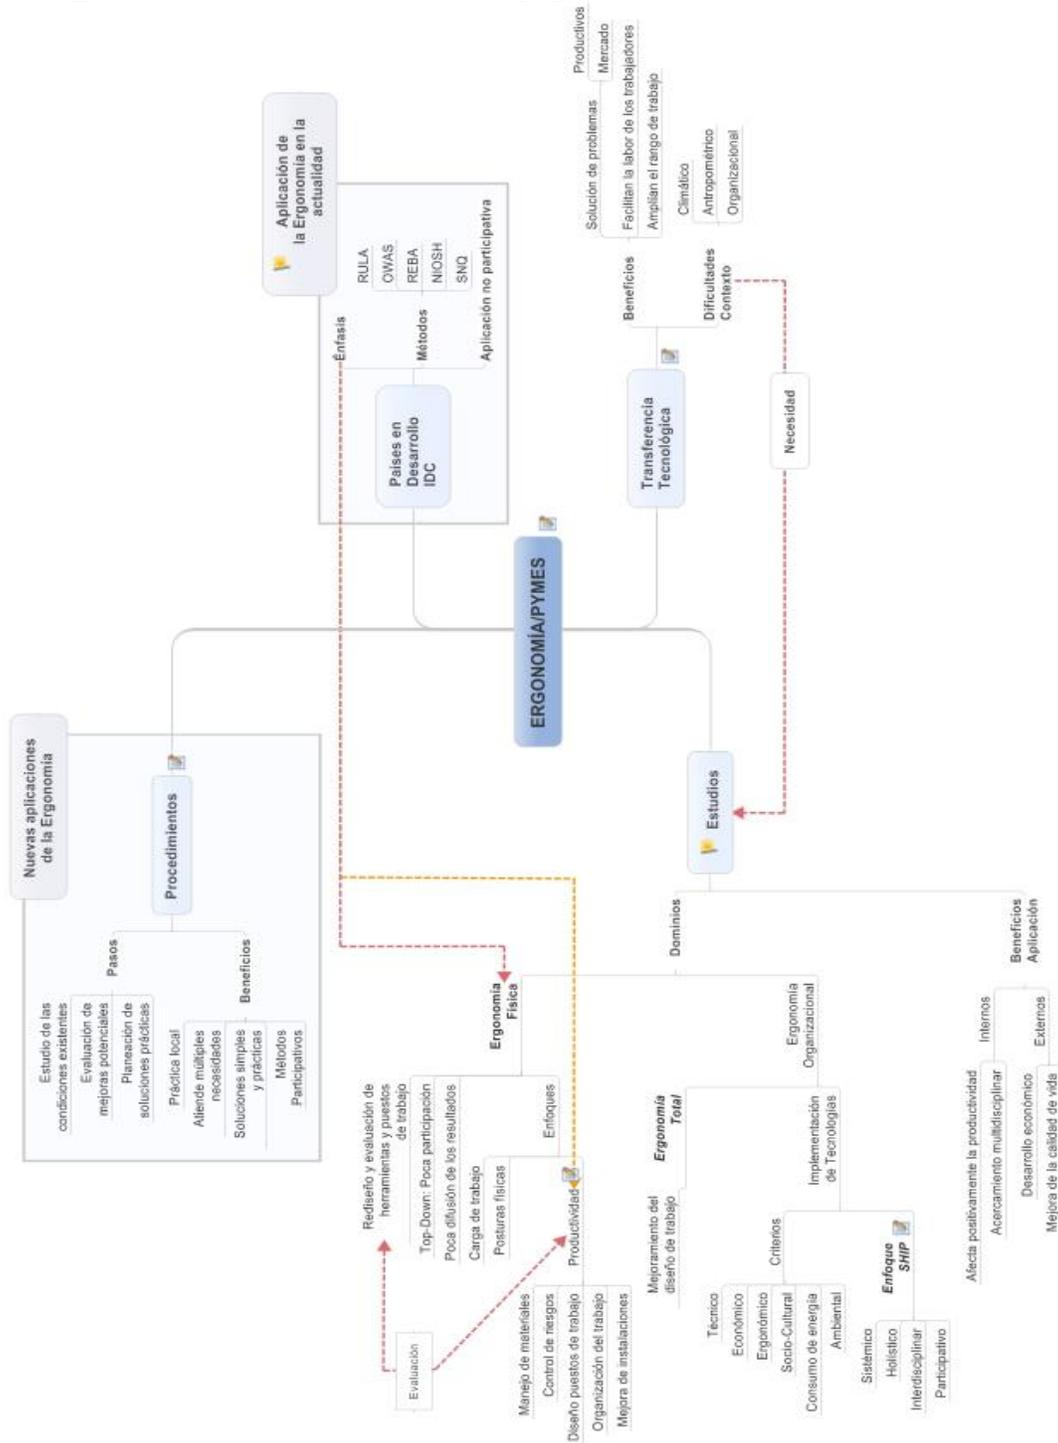 Nuevas aplicaciones
de la Ergonomía
Procedimientos
Pasos
Estudio de las
condiciones existentes
Evaluación de
mejoras potenciales
Planeación de
soluciones prácticas
Beneficios
Práctica local
Atiende múltiples
necesidades
Soluciones simples
y prácticas
Métodos
Participativos
Aplicación de
la Ergonomía en la
actualidad
Países en
Desarrollo
IDC
Énfasis
Métodos
RULA
OWAS
REBA
NIOSH
SNQ
Aplicación no participativa
ERGONOMÍA/PYMES
Transferencia
Tecnológica
Beneficios
Solución de problemas
Productivos
Mercado
Facilitan la labor de los trabajadores
Amplían el rango de trabajo
Dificultades
Contexto
Climático
Antropométrico
Organizacional
Necesidad
Estudios
Dominios
Ergonomía
Física
Rediseño y evaluación de
herramientas y puestos
de trabajo
Top-Down: Poca participación
Poca difusión de los resultados
Enfoques
Carga de trabajo
Posturas físicas
Productividad
Manejo de materiales
Control de riesgos
Diseño puestos de trabajo
Organización del trabajo
Mejora de instalaciones
Evaluación
Ergonomía
Organizacional
Ergonomía
Total
Mejoramiento del
diseño de trabajo
Implementación
de Tecnologías
Criterios
Técnico
Económico
Ergonómico
Socio-Cultural
Consumo de energía
Ambiental
Enfoque
SHIP
Sistémico
Holístico
Interdisciplinar
Participativo
Beneficios
Aplicación
Internos
Afecta positivamente la productividad
Acercamiento multidisciplinar
Externos
Desarrollo económico
Mejora de la calidad de vida